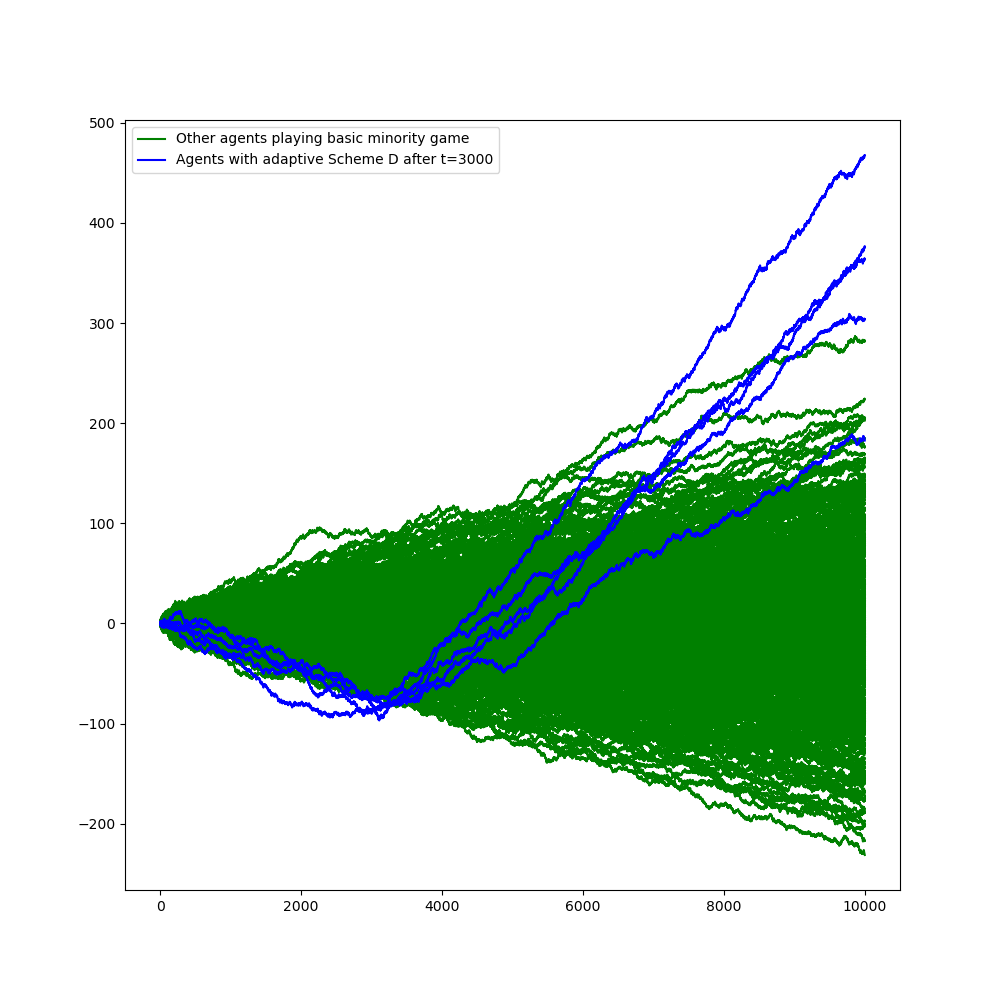 Other agents playing basic minority game
Agents with adaptive Scheme D after t=3000
500
400
300
200
100
0
−100
−200
0 2000 4000 6000 8000 10000